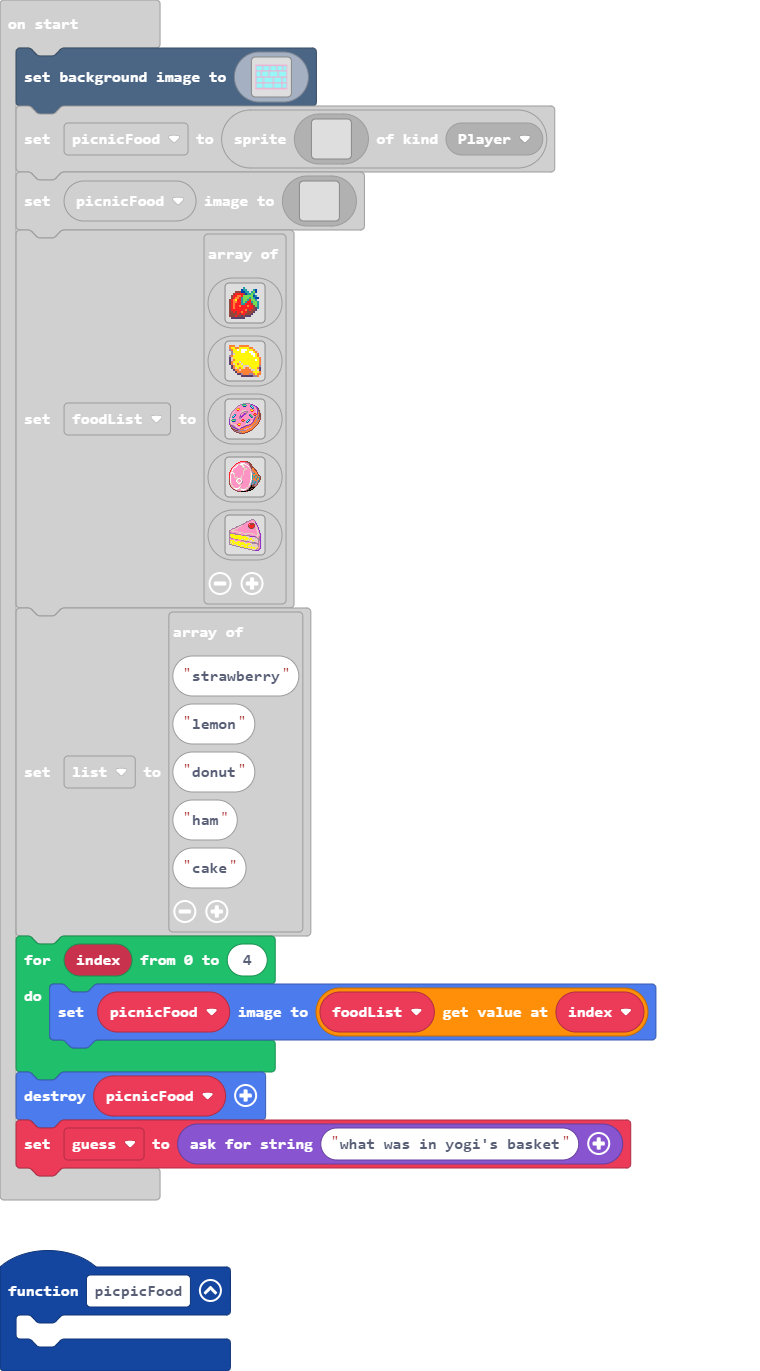 on start
set background image to
set picnicFood to sprite of kind Player
set picnicFood image to
array of
set foodList to
array of
"strawberry"
"lemon"
"donut"
set list to
"ham"
"cake"
for index from 0 to 4
do
set picnicFood image to foodList get value at index
destroy picnicFood
set guess to ask for string "what was in yogi's basket"
function picpicFood